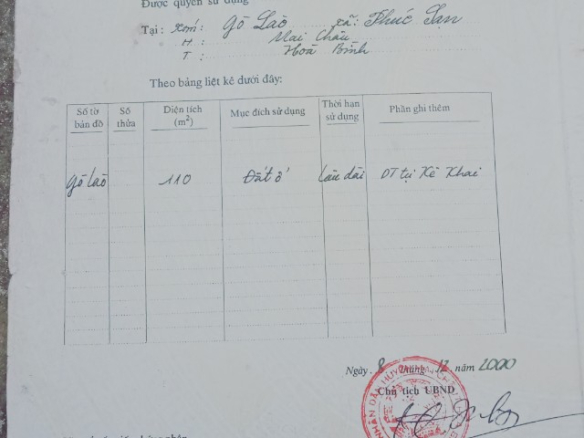 Được quyền sử dụng
Tại: xóm: Gò Lào xã: Phúc Sạn
H : Mai Châu
T : Hoà Bình
Theo bảng liệt kê dưới đây:
Số tờ bản đồ Số thửa Diện tích (m²) Mục đích sử dụng Thời hạn sử dụng Phần ghi thêm
Gò Lào 110 Đất ở Lâu dài DT tự Kê Khai
Ngày 8 tháng 12 năm 2000
Chủ tịch UBND
NHÂN DÂN HUYỆN